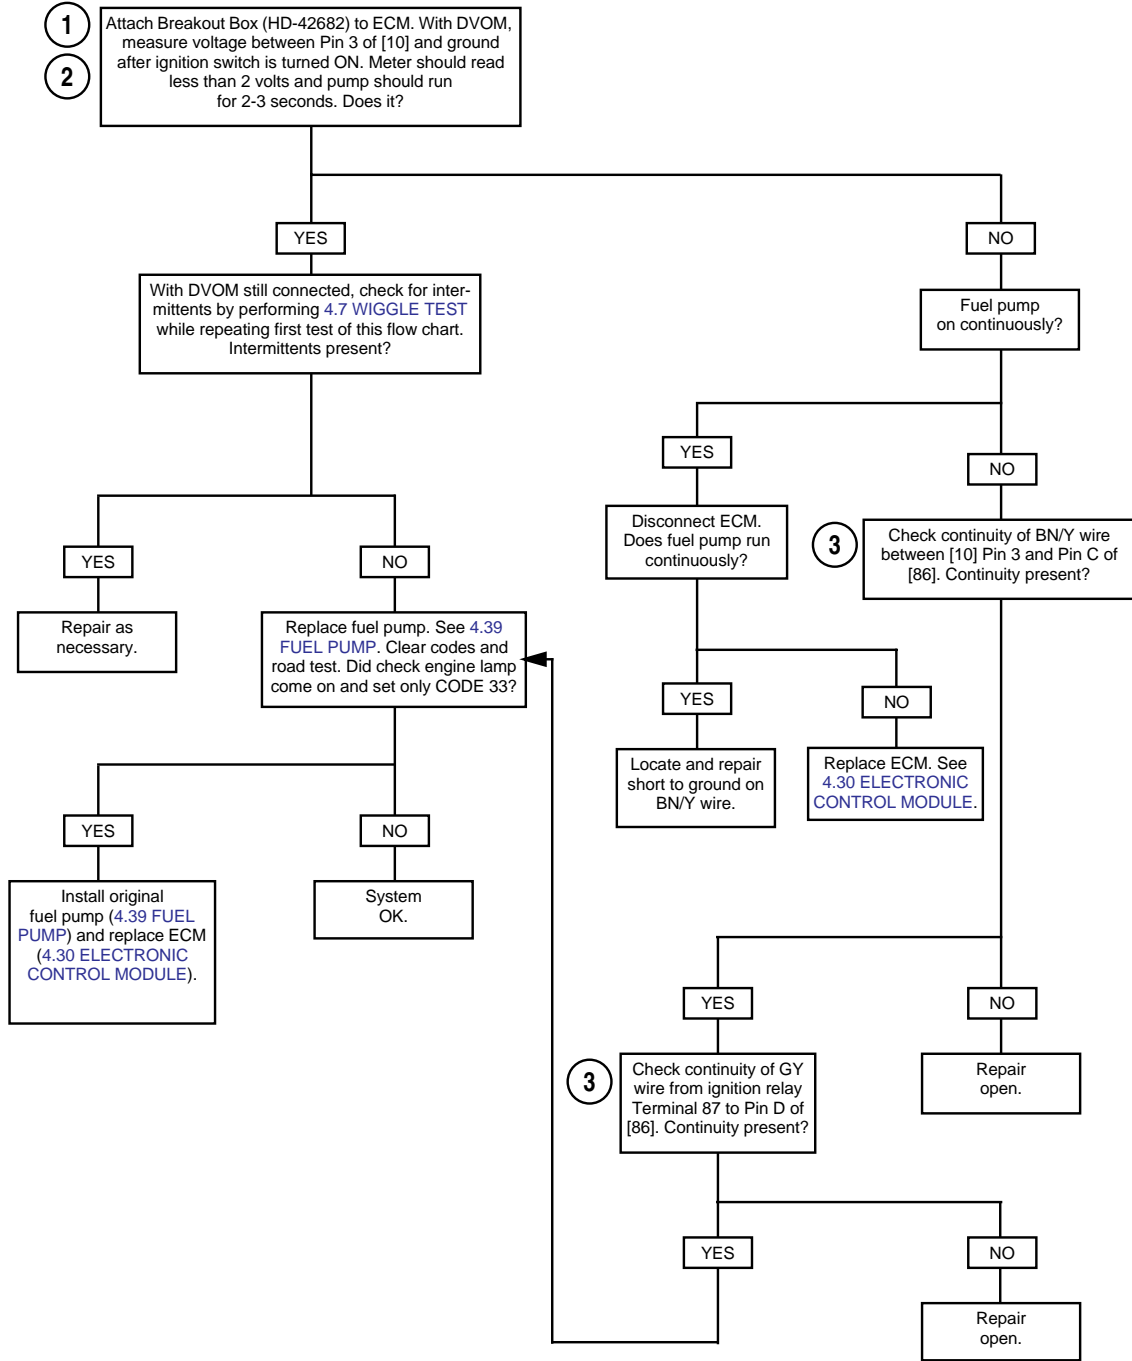 1
2
Attach Breakout Box (HD-42682) to ECM. With DVOM,
measure voltage between Pin 3 of [10] and ground
after ignition switch is turned ON. Meter should read
less than 2 volts and pump should run
for 2-3 seconds. Does it?
YES
NO
With DVOM still connected, check for inter-
mittents by performing 4.7 WIGGLE TEST
while repeating first test of this flow chart.
Intermittents present?
Fuel pump
on continuously?
YES
NO
YES
NO
Disconnect ECM.
Does fuel pump run
continuously?
3
Check continuity of BN/Y wire
between [10] Pin 3 and Pin C of
[86]. Continuity present?
YES
NO
Repair as
necessary.
Replace fuel pump. See 4.39
FUEL PUMP. Clear codes and
road test. Did check engine lamp
come on and set only CODE 33?
YES
NO
Locate and repair
short to ground on
BN/Y wire.
Replace ECM. See
4.30 ELECTRONIC
CONTROL MODULE.
YES
NO
Install original
fuel pump (4.39 FUEL
PUMP) and replace ECM
(4.30 ELECTRONIC
CONTROL MODULE).
System
OK.
YES
NO
3
Check continuity of GY
wire from ignition relay
Terminal 87 to Pin D of
[86]. Continuity present?
Repair
open.
YES
NO
Repair
open.